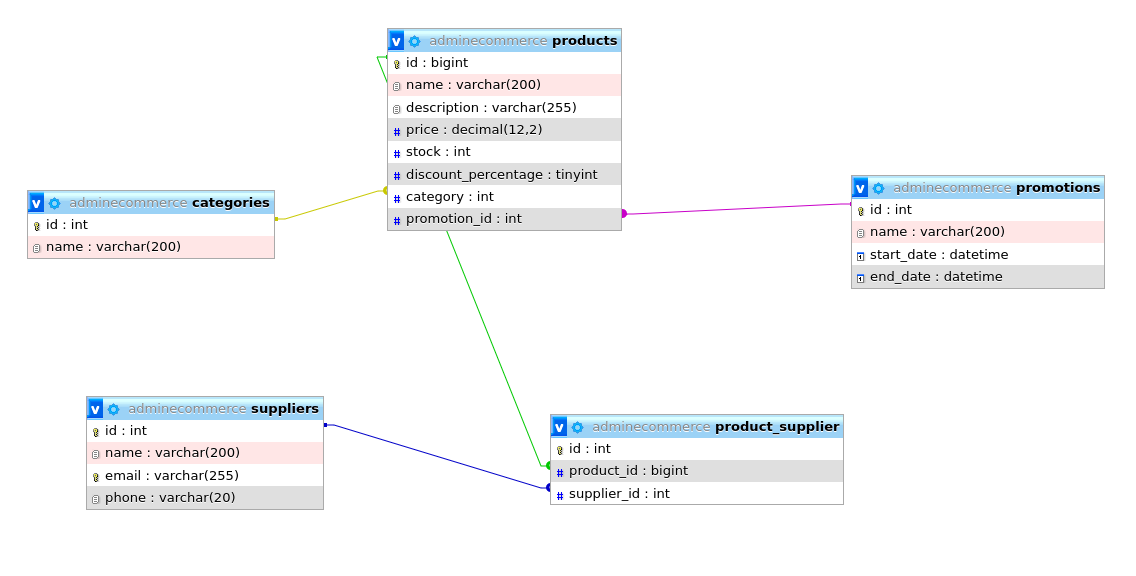 v adminecommerce products
id : bigint
name : varchar(200)
description : varchar(255)
# price : decimal(12,2)
# stock : int
# discount_percentage : tinyint
# category : int
# promotion_id : int
v adminecommerce categories
id : int
name : varchar(200)
v adminecommerce promotions
id : int
name : varchar(200)
start_date : datetime
end_date : datetime
v adminecommerce suppliers
id : int
name : varchar(200)
email : varchar(255)
phone : varchar(20)
v adminecommerce product_supplier
id : int
# product_id : bigint
# supplier_id : int